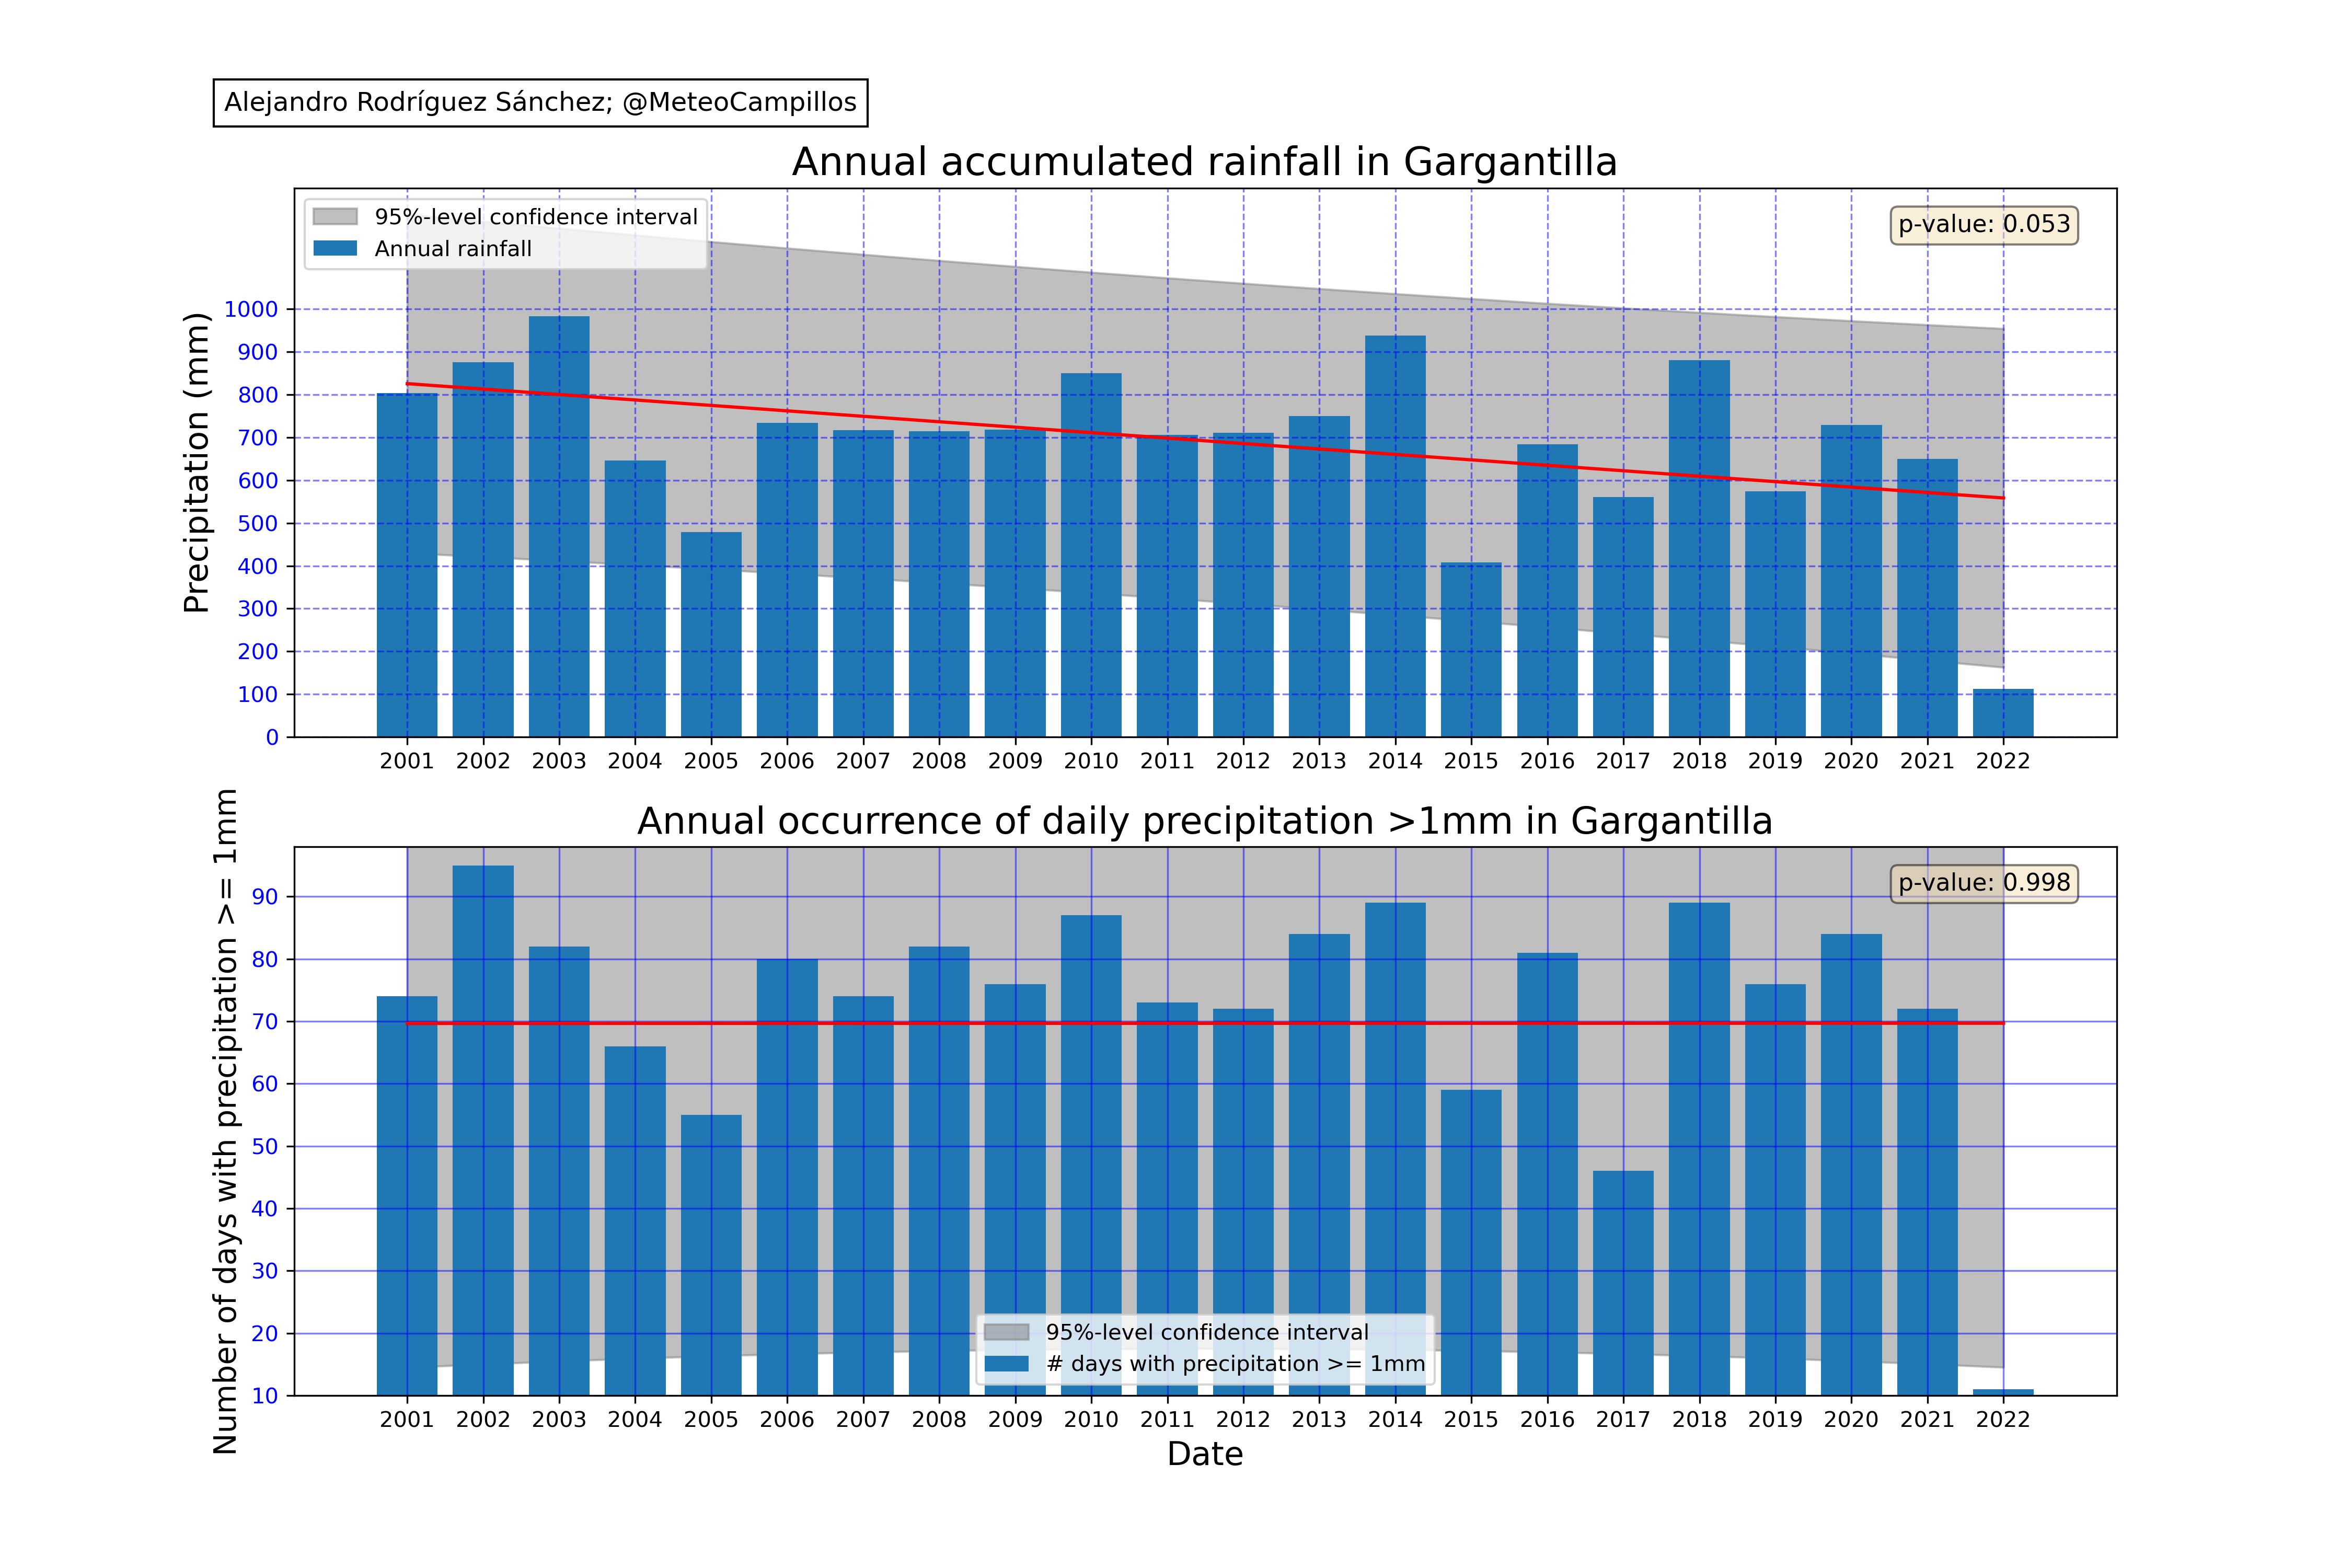 Alejandro Rodríguez Sánchez; @MeteoCampillos
Annual accumulated rainfall in Gargantilla
95%-level confidence interval
Annual rainfall
p-value: 0.053
Precipitation (mm)
1000
900
800
700
600
500
400
300
200
100
0
2001 2002 2003 2004 2005 2006 2007 2008 2009 2010 2011 2012 2013 2014 2015 2016 2017 2018 2019 2020 2021 2022
Annual occurrence of daily precipitation >1mm in Gargantilla
p-value: 0.998
Number of days with precipitation >= 1mm
90
80
70
60
50
40
30
20
10
95%-level confidence interval
# days with precipitation >= 1mm
2001 2002 2003 2004 2005 2006 2007 2008 2009 2010 2011 2012 2013 2014 2015 2016 2017 2018 2019 2020 2021 2022
Date